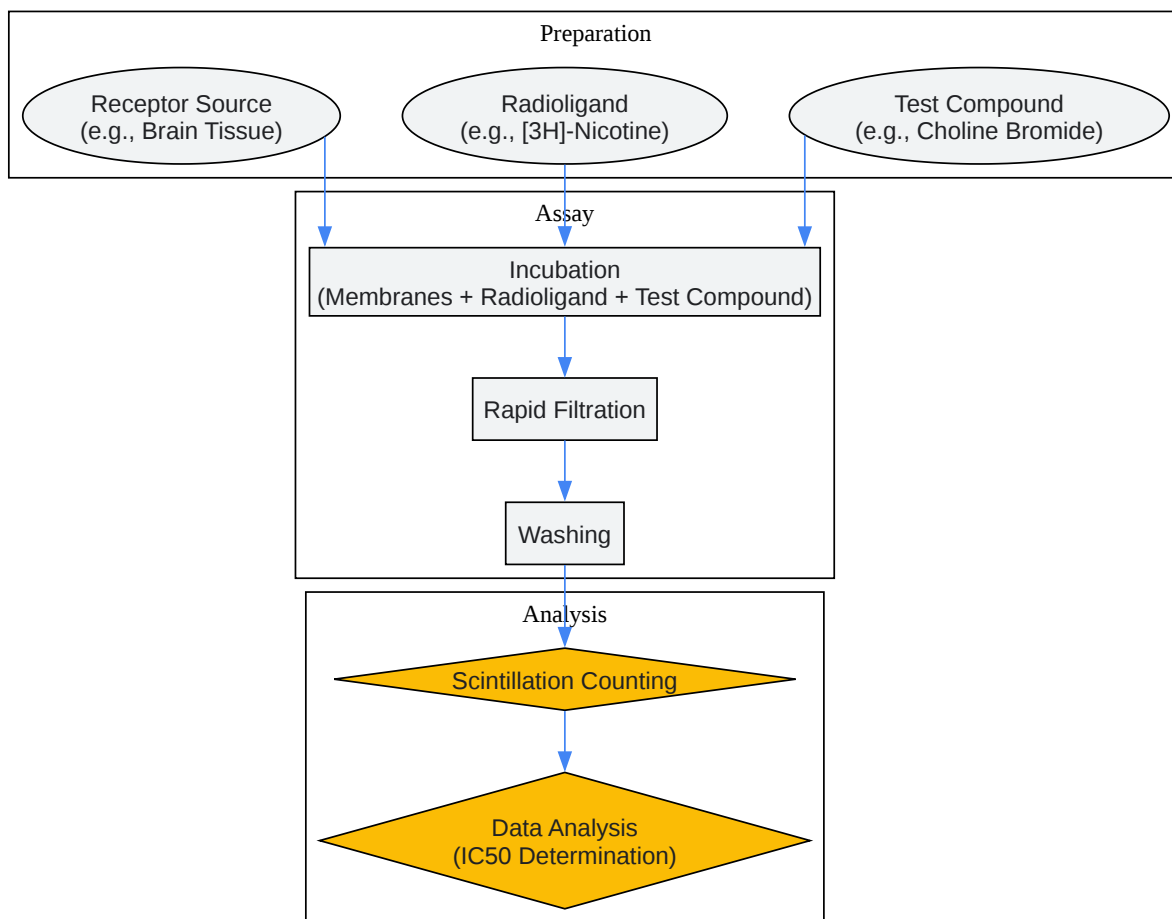 Preparation
Receptor Source
(e.g., Brain Tissue)
Radioligand
(e.g., [3H]-Nicotine)
Test Compound
(e.g., Choline Bromide)
Assay
Incubation
(Membranes + Radioligand + Test Compound)
Rapid Filtration
Washing
Analysis
Scintillation Counting
Data Analysis
(IC50 Determination)